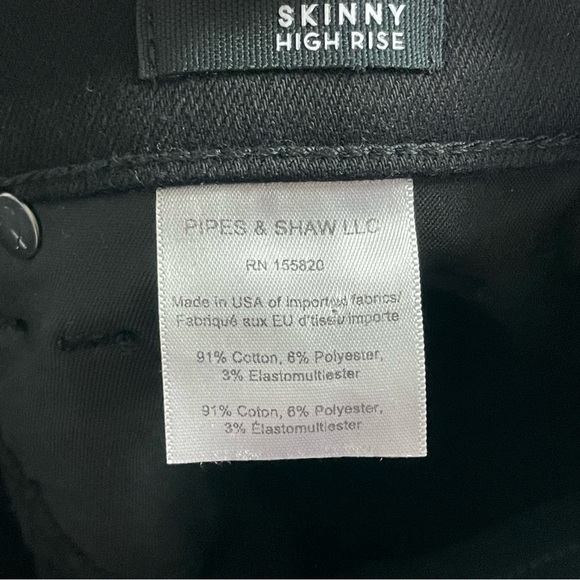 SKINNY
HIGH RISE
PIPES & SHAW LLC
RN 155820
Made in USA of imported fabrics/
Fabriqué aux EU d'tissiu importe
91% Cotton, 6% Polyester,
3% Elastomultiester
91% Coton, 6% Polyester,
3% Élastomultiester